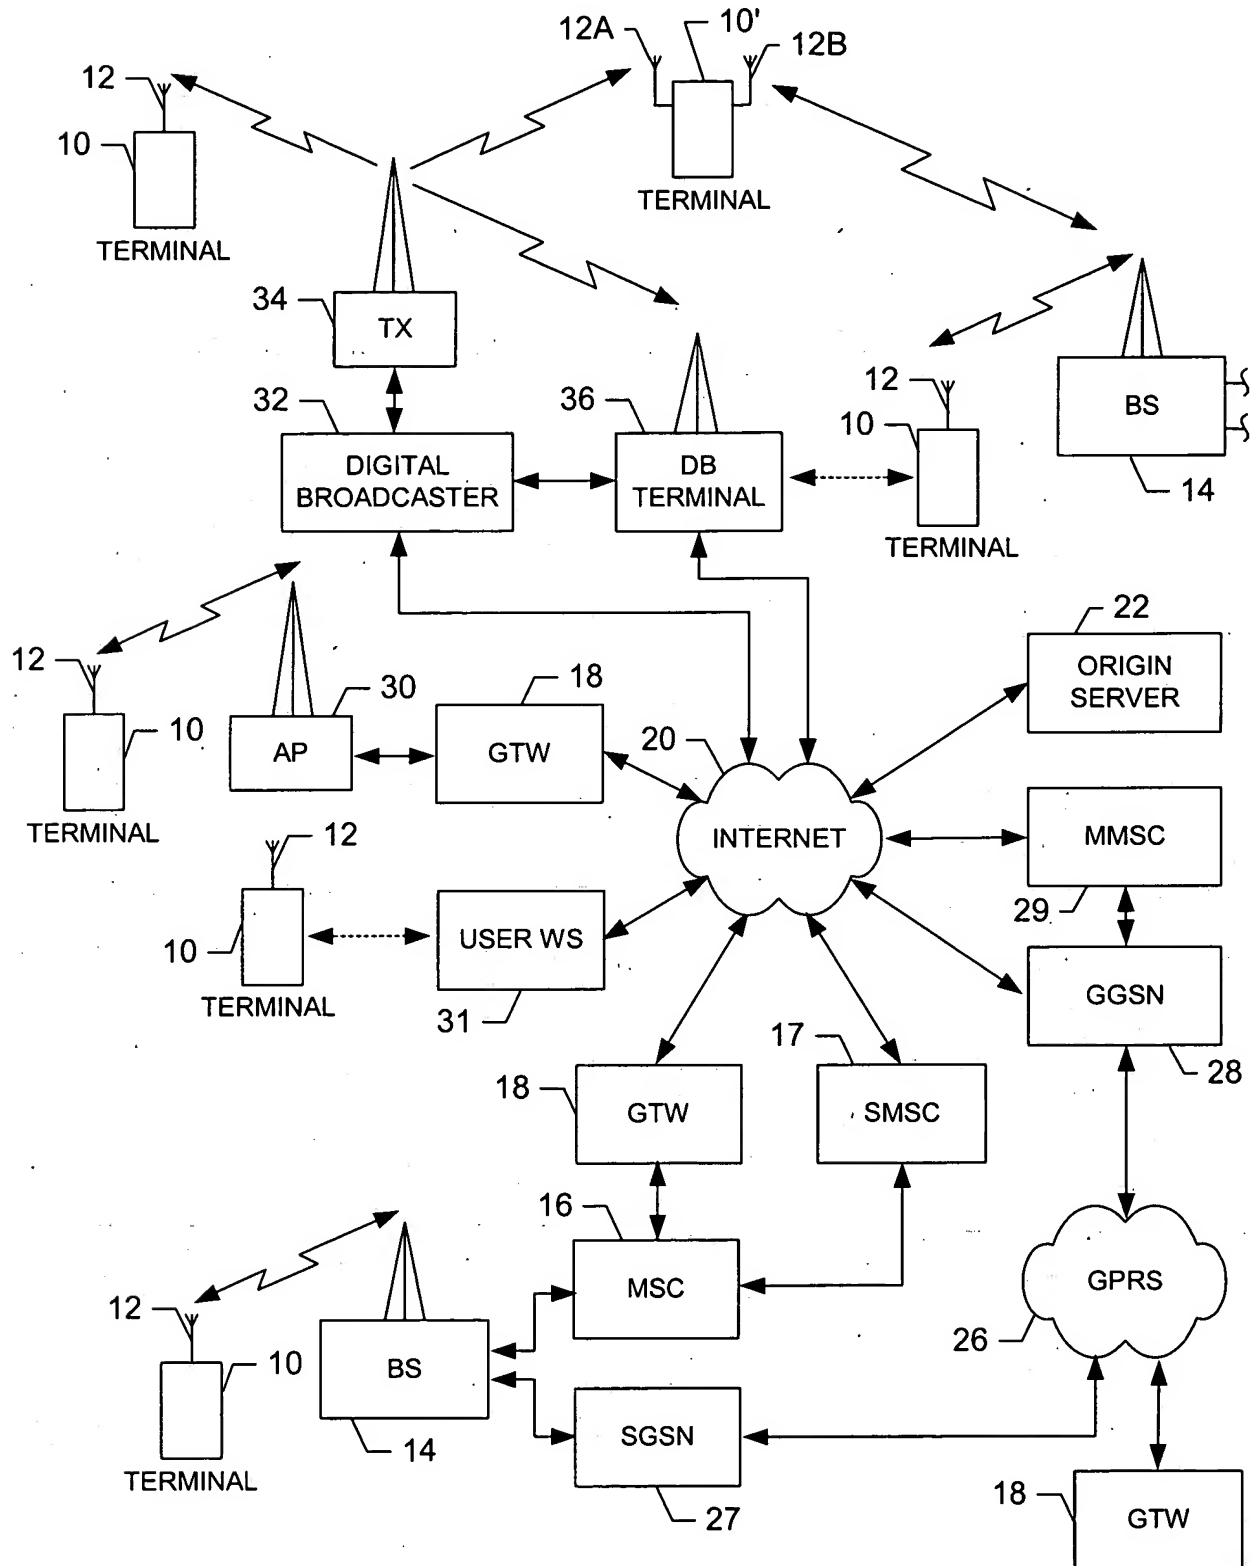 12A
10'
12B
12
10
TERMINAL
TERMINAL
34
TX
32
36
12
10
BS
DIGITAL
BROADCASTER
DB
TERMINAL
14
TERMINAL
22
ORIGIN
SERVER
12
30
18
10
AP
GTW
20
TERMINAL
12
INTERNET
MMSC
29
10
USER WS
TERMINAL
31
GGSN
17
28
18
GTW
SMSC
16
MSC
GPRS
26
12
10
BS
TERMINAL
14
SGSN
27
18
GTW